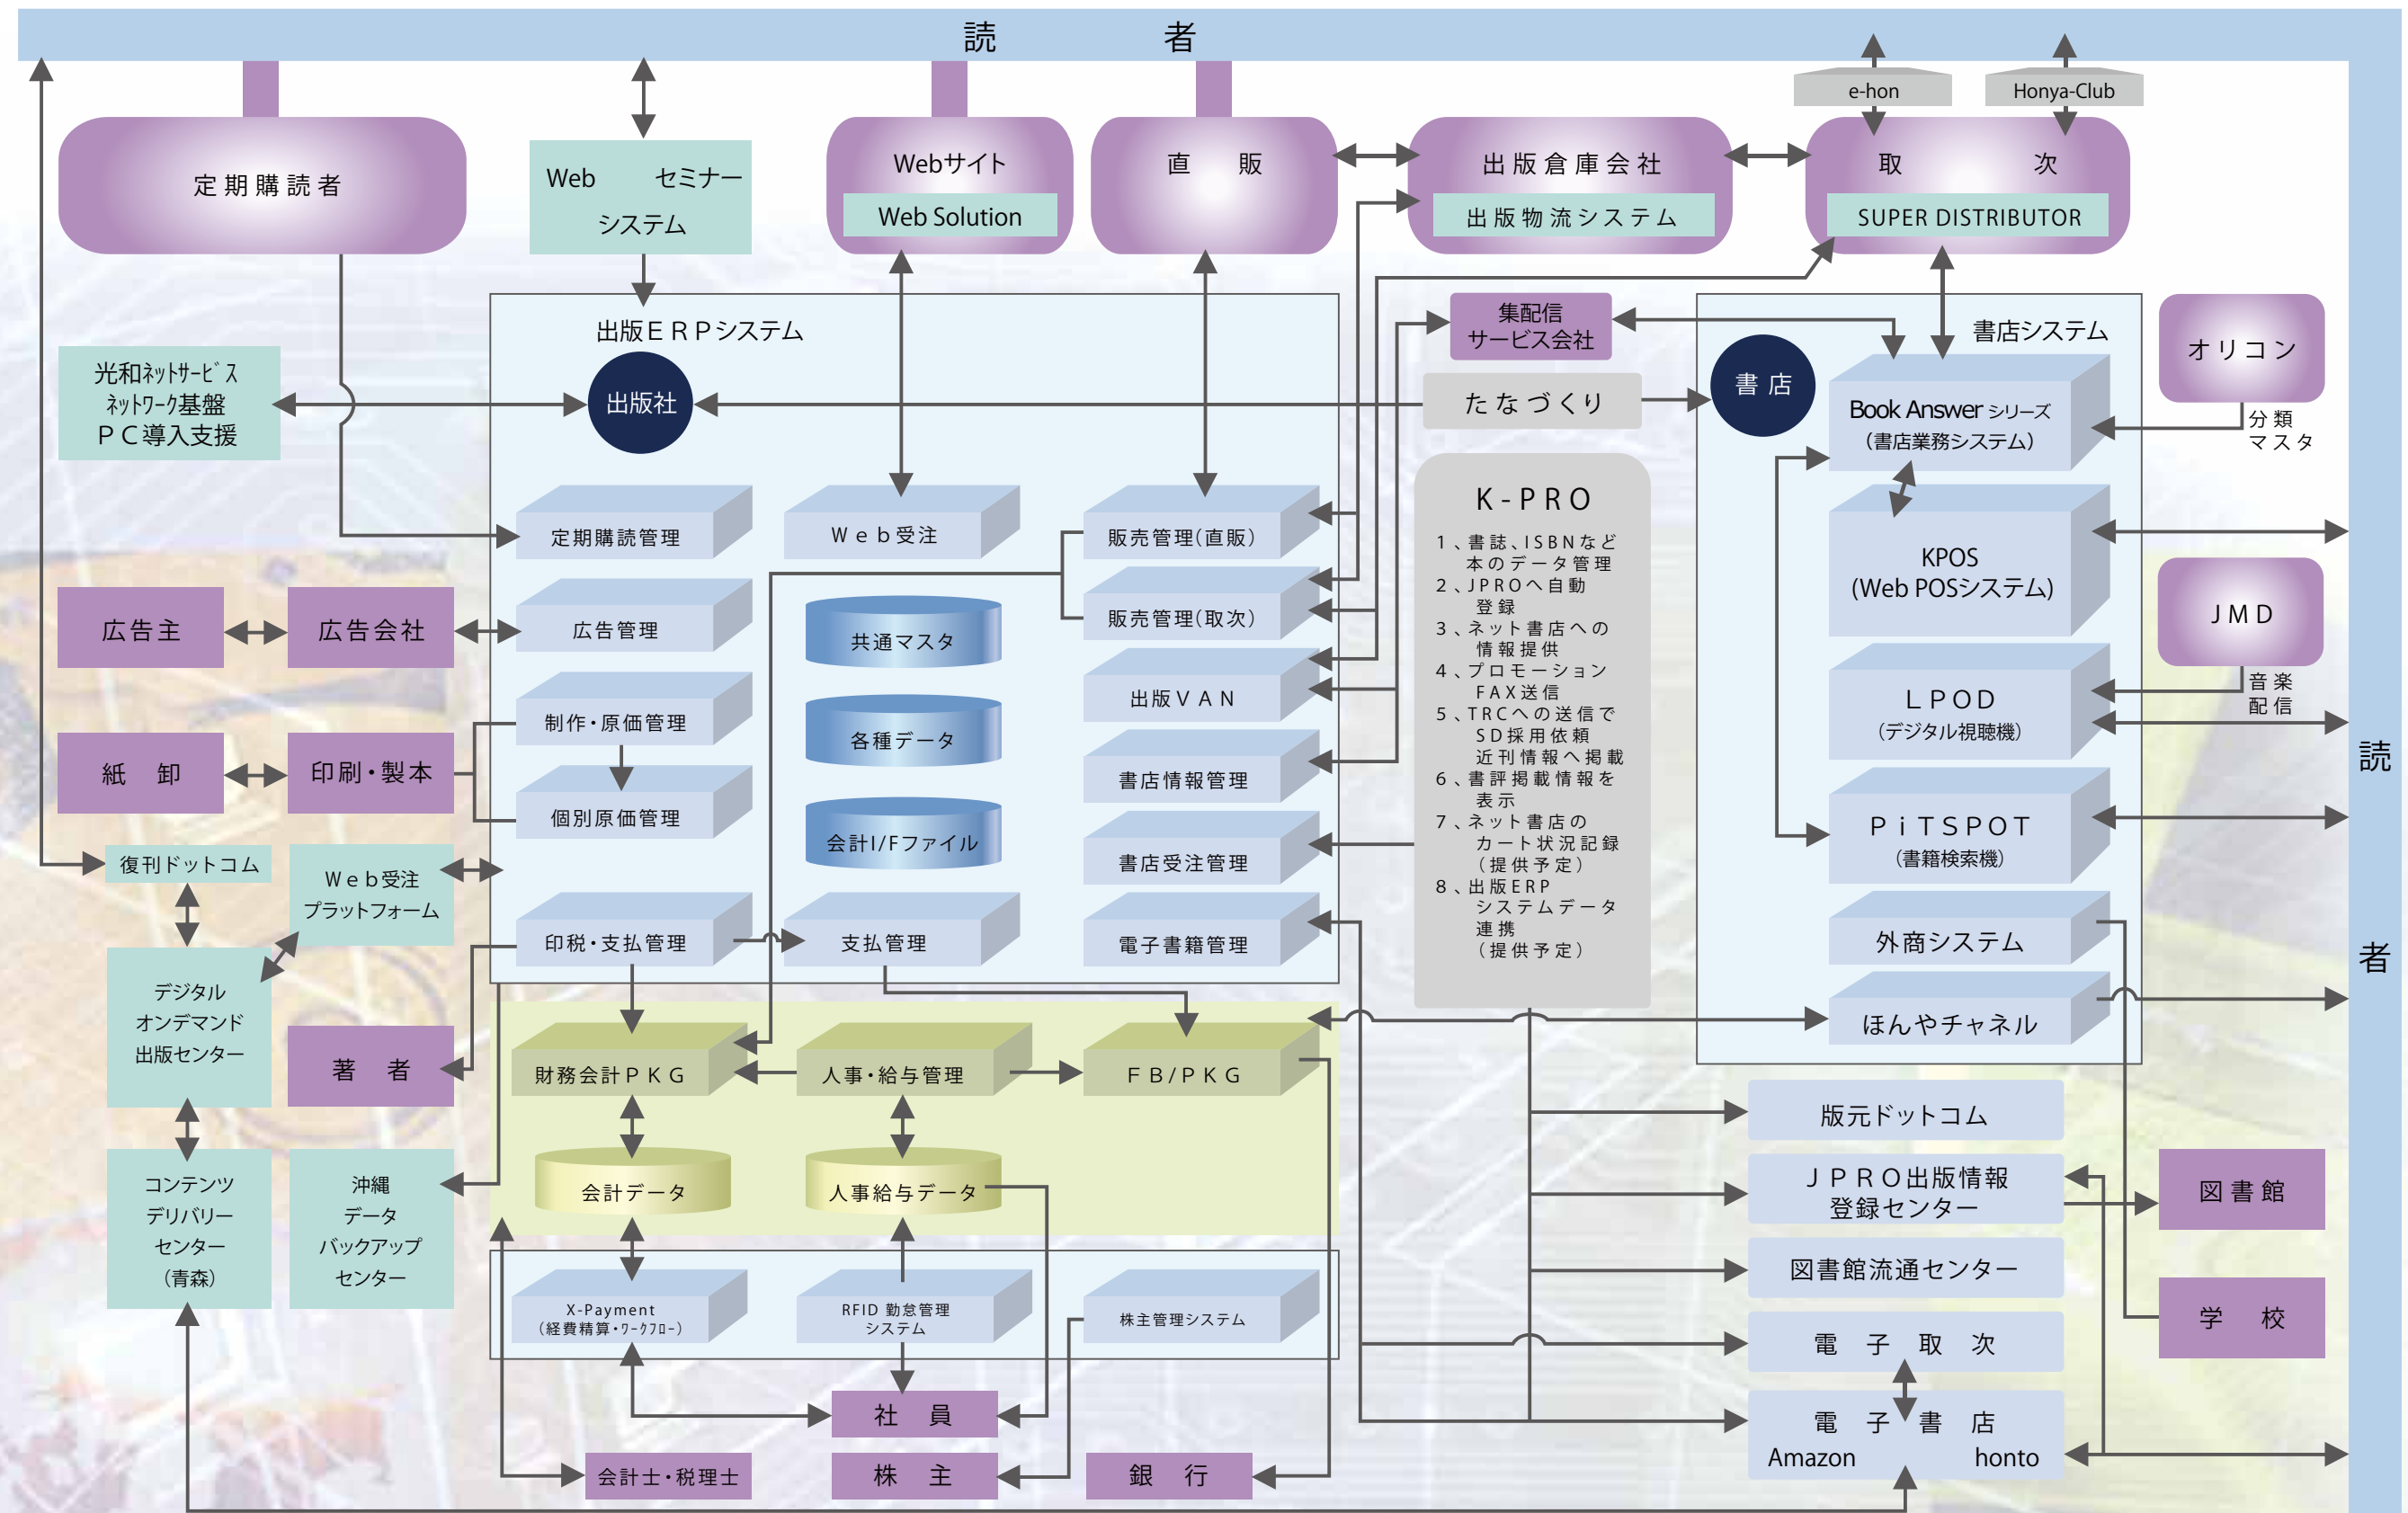 読者
e-hon
Honya-Club
定期購読者
Web セミナー
システム
Webサイト
Web Solution
直販
出版倉庫会社
出版物流システム
取次
SUPER DISTRIBUTOR
出版ＥＲＰシステム
出版社
光和ﾈｯﾄｻｰﾋﾞｽ
ﾈｯﾄﾜｰｸ基盤
ＰＣ導入支援
集配信
サービス会社
たなづくり
書店システム
書店
Book Answer シリーズ
（書店業務システム）
オリコン
分類
マスタ
定期購読管理
Ｗｅｂ受注
販売管理(直販)
K-PRO
1、書誌、ISBNなど
本のデータ管理
2、JPROへ自動
登録
3、ネット書店への
情報提供
4、プロモーション
FAX送信
5、TRCへの送信で
SD採用依頼
近刊情報へ掲載
6、書評掲載情報を
表示
7、ネット書店の
カート状況記録
（提供予定）
8、出版ERP
システムデータ
連携
（提供予定）
KPOS
(Web POSシステム)
広告主
広告会社
広告管理
共通マスタ
販売管理(取次)
JMD
音楽
配信
制作・原価管理
各種データ
出版ＶＡＮ
ＬＰＯＤ
（デジタル視聴機）
紙卸
印刷・製本
個別原価管理
会計I/Fファイル
書店情報管理
読者
ＰｉＴＳＰＯＴ
（書籍検索機）
復刊ドットコム
Ｗｅｂ受注
プラットフォーム
書店受注管理
印税・支払管理
支払管理
電子書籍管理
外商システム
デジタル
オンデマンド
出版センター
著者
ほんやチャネル
財務会計ＰＫＧ
人事・給与管理
ＦＢ/ＰＫＧ
版元ドットコム
コンテンツ
デリバリー
センター
（青森）
沖縄
データ
バックアップ
センター
会計データ
人事給与データ
ＪＰＲＯ出版情報
登録センター
図書館
図書館流通センター
X-Payment
（経費精算・ﾜｰｸﾌﾛｰ）
RFID 勤怠管理
システム
株主管理システム
電子取次
学校
社員
電子書店
Amazon honto
会計士・税理士
株主
銀行